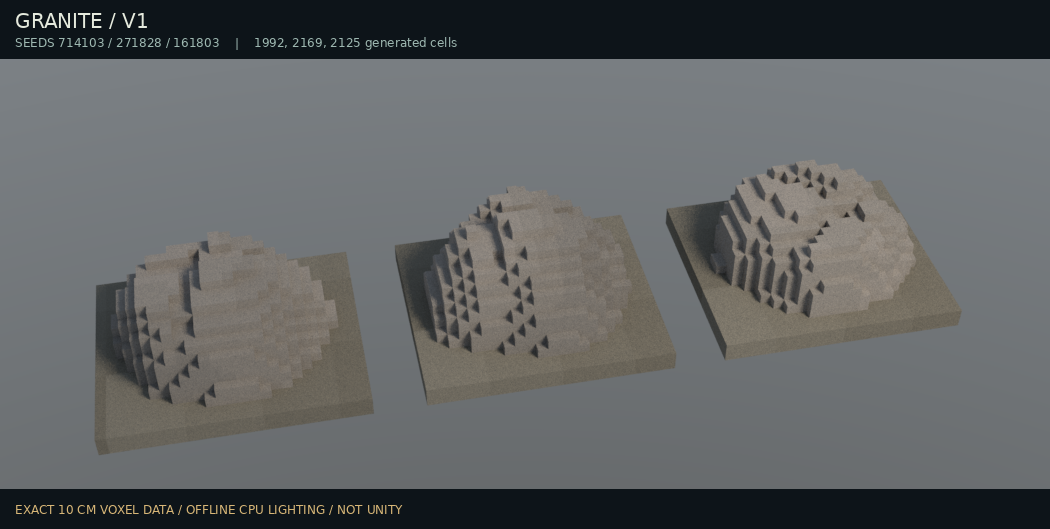 GRANITE / V1
SEEDS 714103 / 271828 / 161803 | 1992, 2169, 2125 generated cells
EXACT 10 CM VOXEL DATA / OFFLINE CPU LIGHTING / NOT UNITY